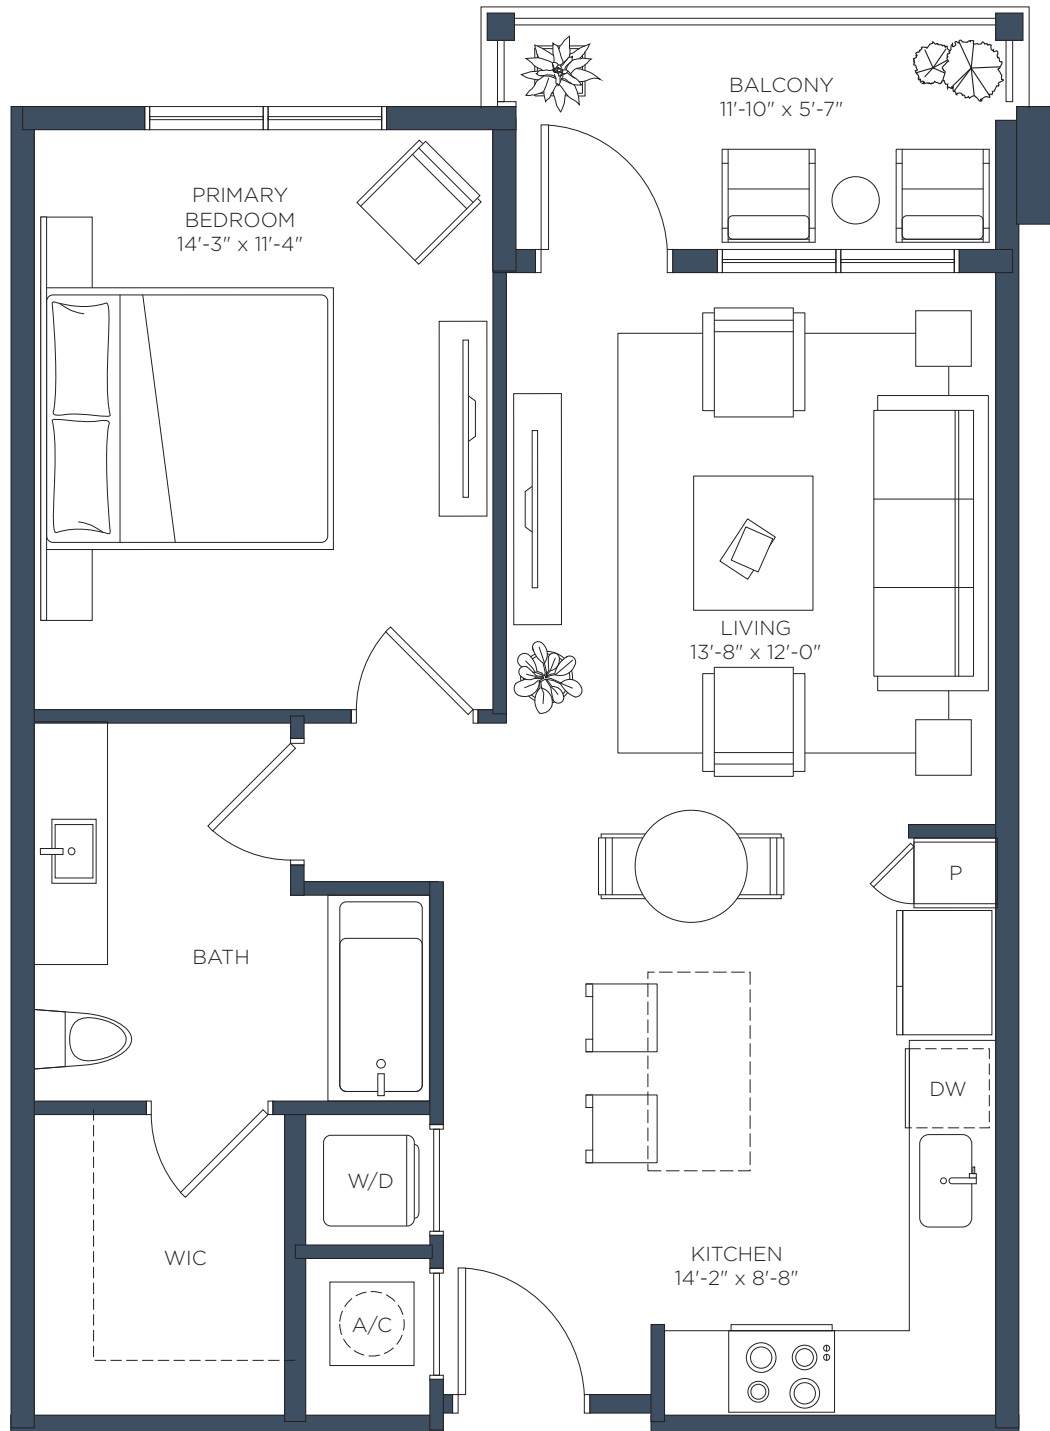 BALCONY
11'-10" x 5'-7"
PRIMARY
BEDROOM
14'-3" x 11'-4"
LIVING
13'-8" x 12'-0"
P
BATH
DW
W/D
WIC
KITCHEN
14'-2" x 8'-8"
A/C